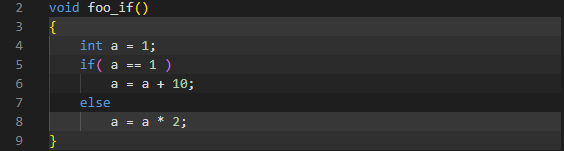 2 void foo_if()
3 {
4     int a = 1;
5     if( a == 1 )
6         a = a + 10;
7     else
8         a = a * 2;
9 }